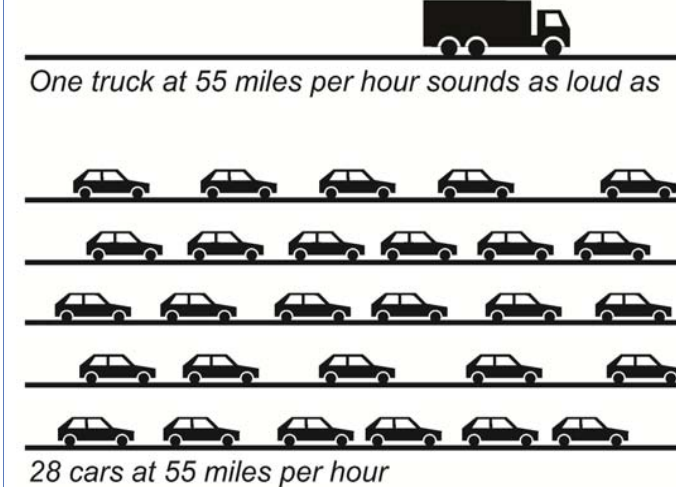 One truck at 55 miles per hour sounds as loud as
28 cars at 55 miles per hour